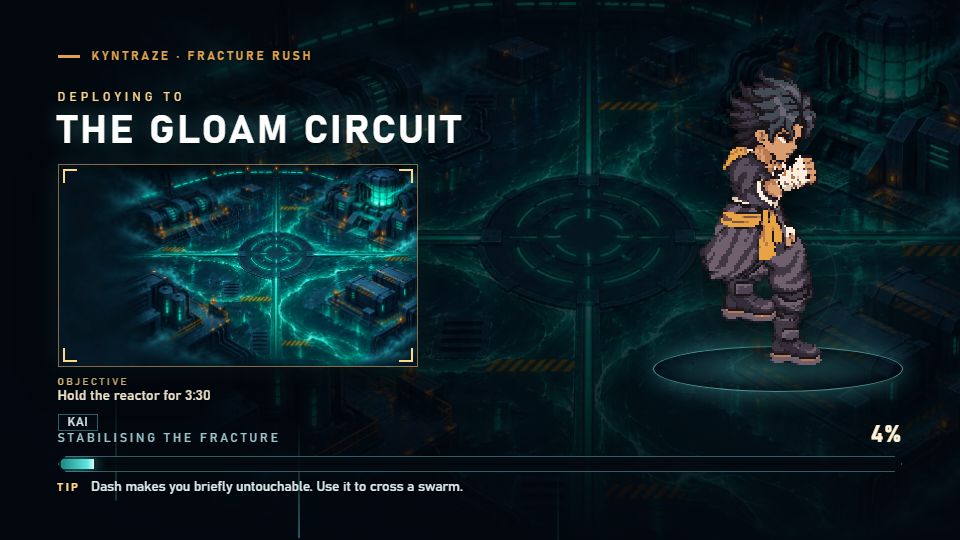 KYNTRAZE · FRACTURE RUSH
DEPLOYING TO
THE GLOAM CIRCUIT
OBJECTIVE
Hold the reactor for 3:30
KAI
STABILISING THE FRACTURE
4%
TIP Dash makes you briefly untouchable. Use it to cross a swarm.